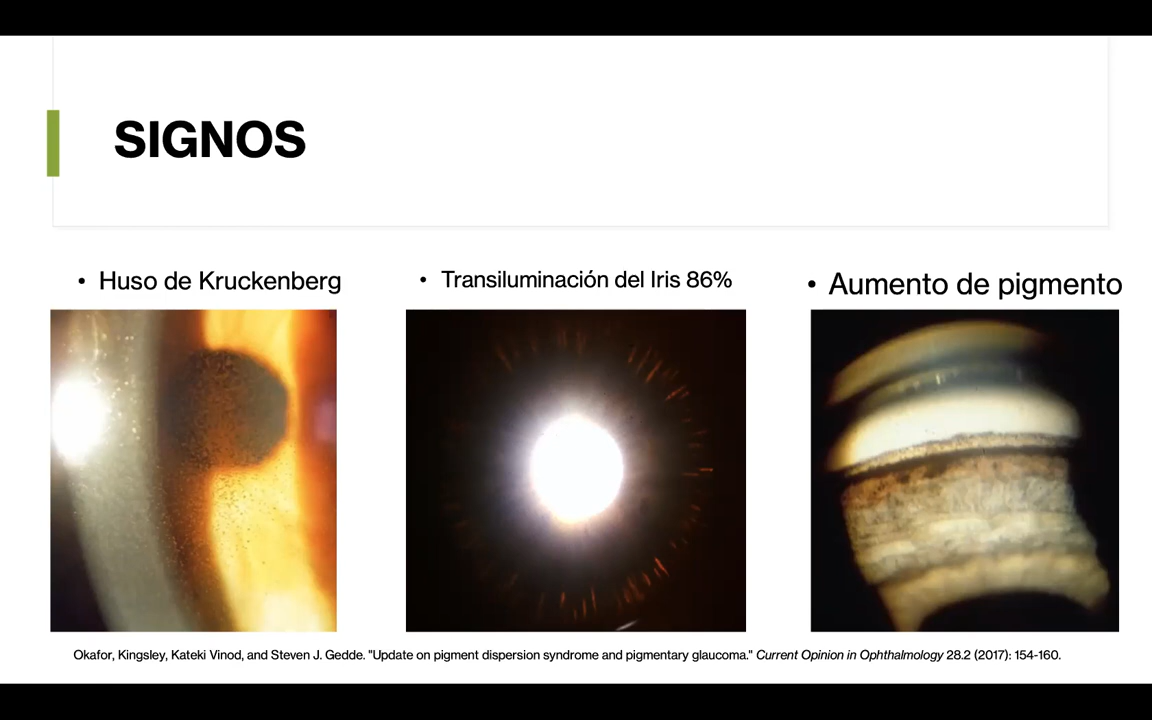 SIGNOS
• Huso de Kruckenberg
• Transiluminación del Iris 86%
• Aumento de pigmento
Okafor, Kingsley, Kateki Vinod, and Steven J. Gedde. "Update on pigment dispersion syndrome and pigmentary glaucoma." Current Opinion in Ophthalmology 28.2 (2017): 154-160.